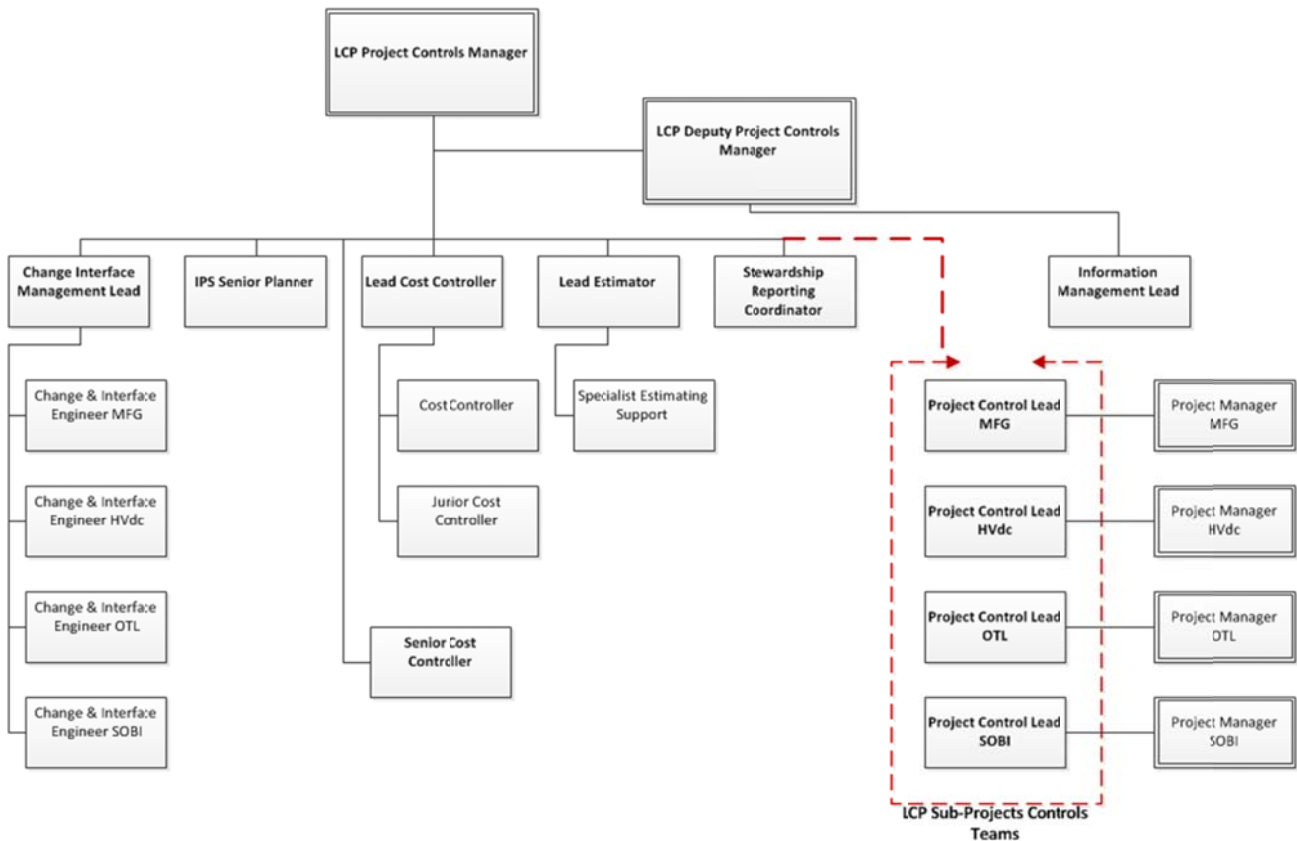 LCP Project Controls Manager
LCP Deputy Project Controls
Manager
Change Interface
Management Lead
IPS Senior Planner
Lead Cost Controller
Lead Estimator
Stewardship
Reporting
Coordinator
Information
Management Lead
Change & Interface
Engineer MFG
Cost Controller
Specialist Estimating
Support
Project Control Lead
MFG
Project Manager
MFG
Change & Interface
Engineer HVdc
Junior Cost
Controller
Project Control Lead
HVdc
Project Manager
HVdc
Change & Interface
Engineer OTL
Senior Cost
Controller
Project Control Lead
OTL
Project Manager
OTL
Change & Interface
Engineer SOBI
Project Control Lead
SOBI
Project Manager
SOBI
LCP Sub-Projects Controls
Teams